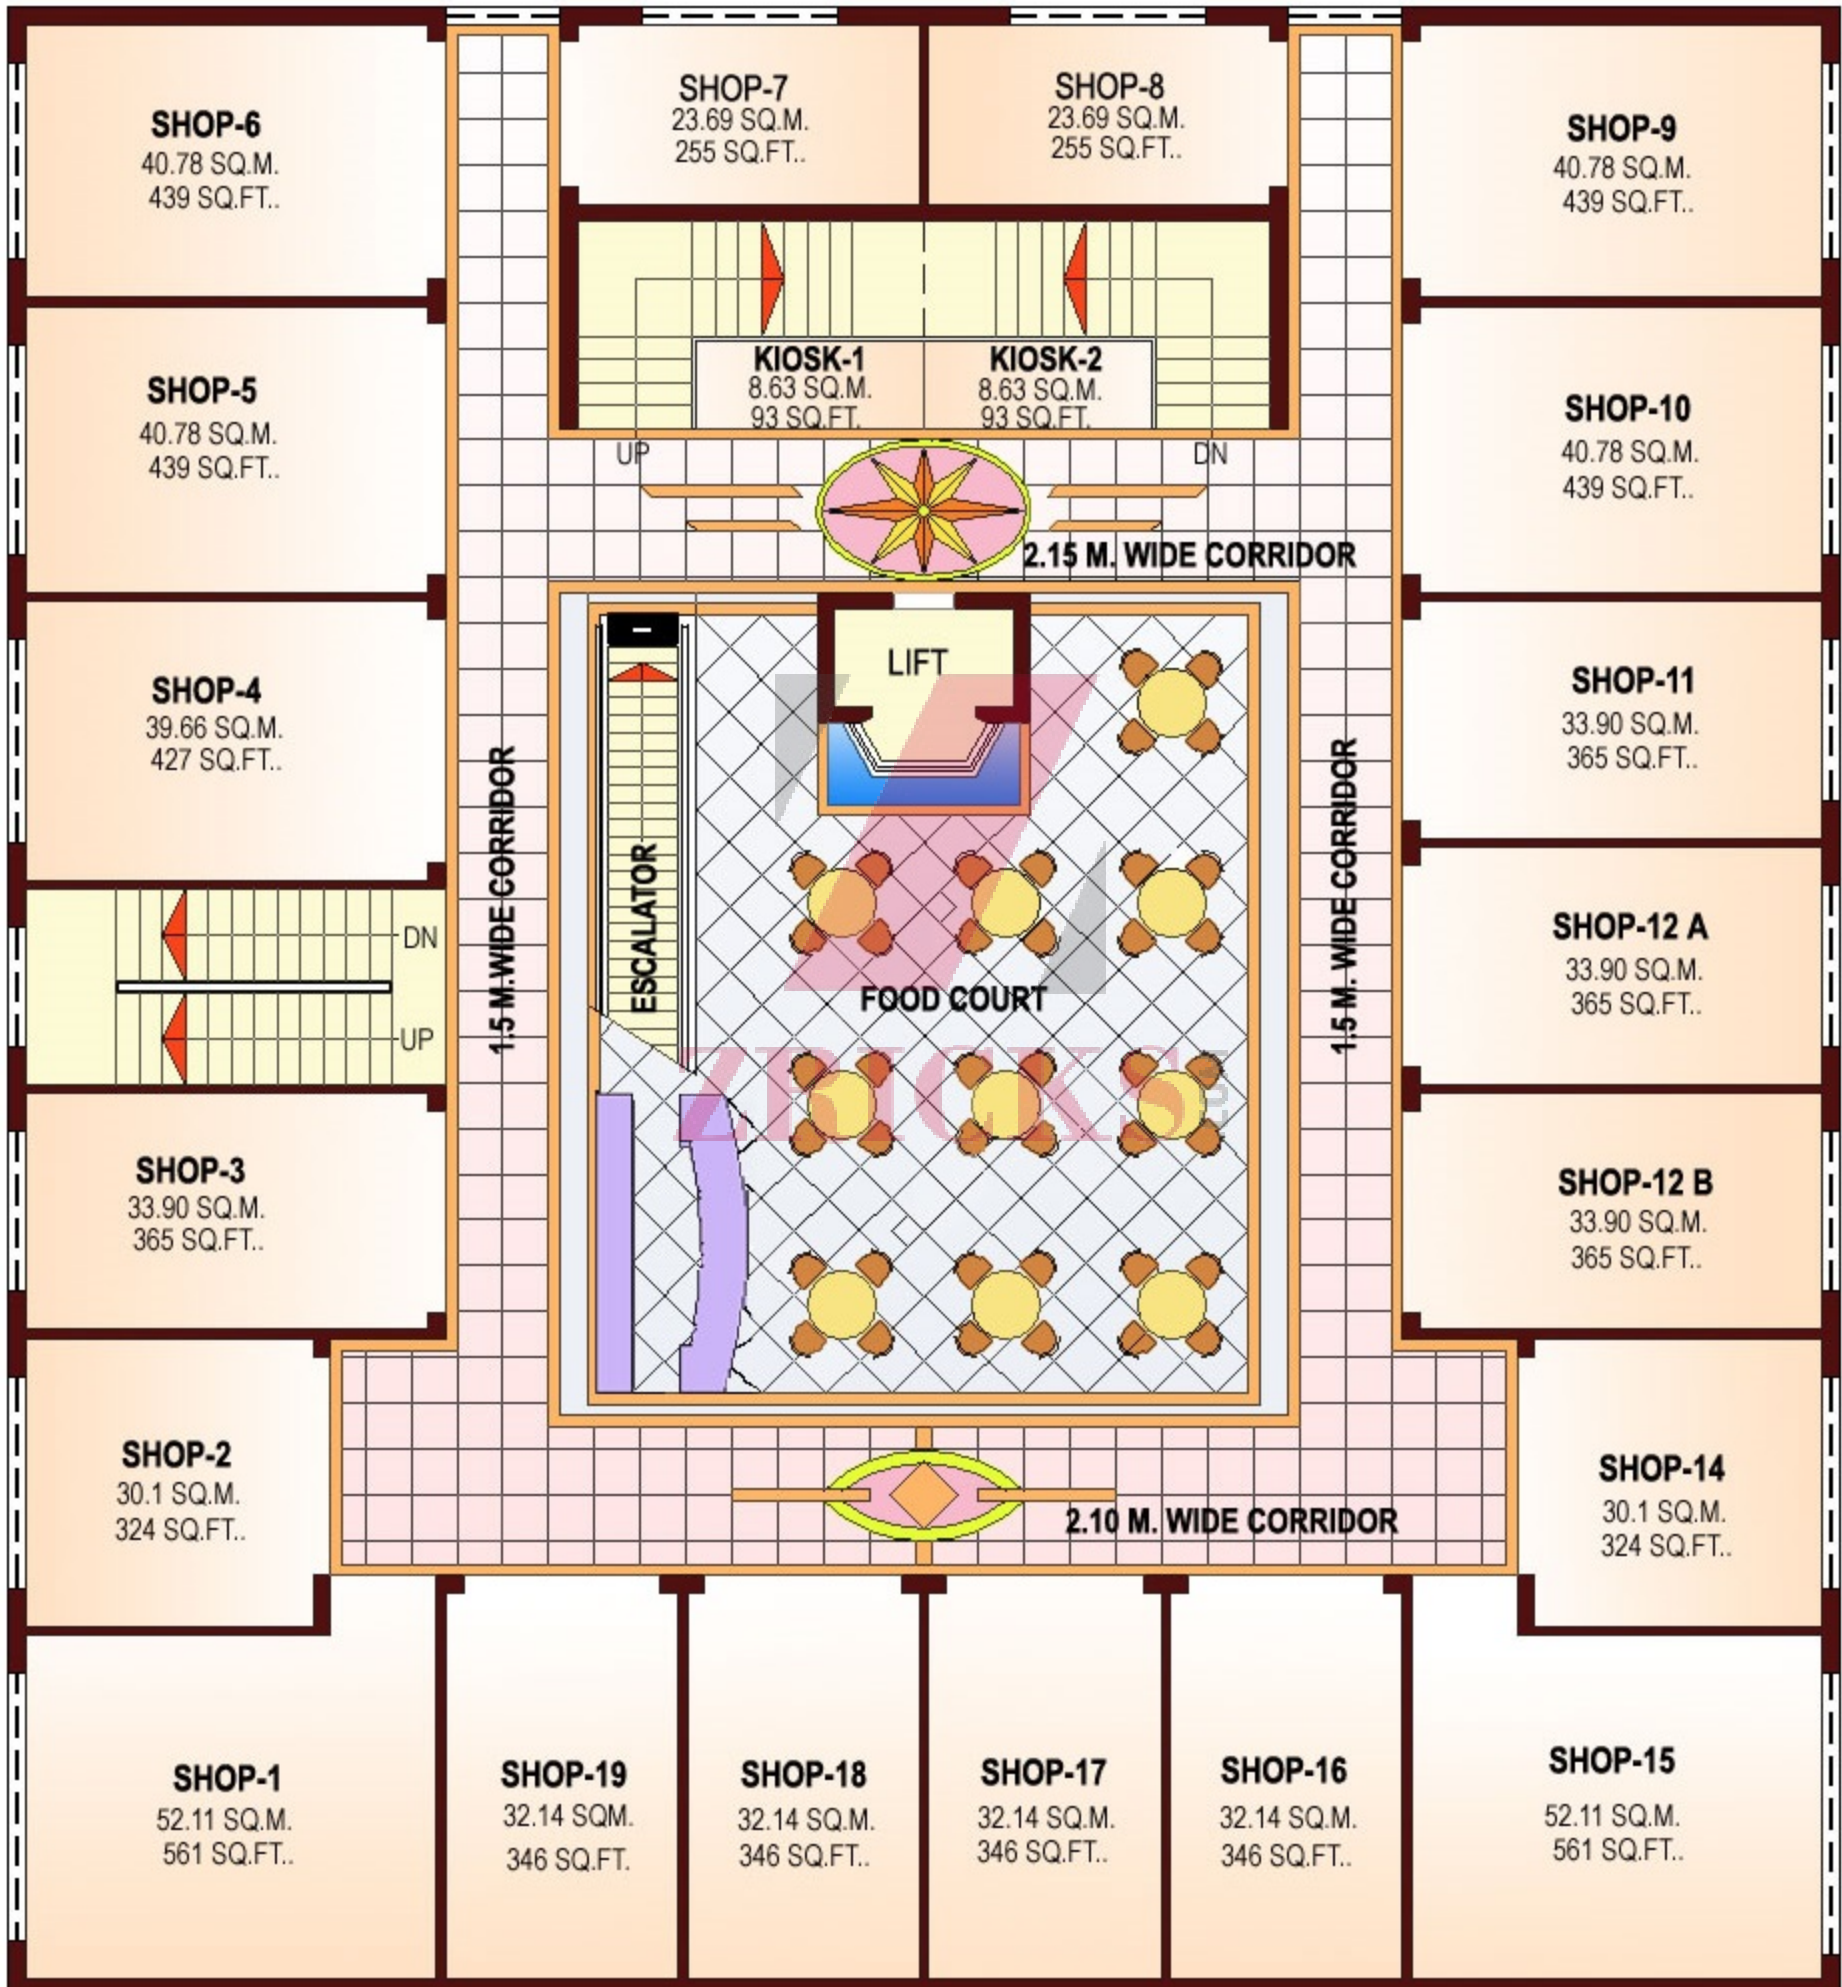 SHOP-6
40.78 SQ.M.
439 SQ.FT..
SHOP-7
23.69 SQ.M.
255 SQ.FT..
SHOP-8
23.69 SQ.M.
255 SQ.FT..
SHOP-9
40.78 SQ.M.
439 SQ.FT..
KIOSK-1
8.63 SQ.M.
93 SQ.FT.
KIOSK-2
8.63 SQ.M.
93 SQ.FT.
SHOP-5
40.78 SQ.M.
439 SQ.FT..
SHOP-10
40.78 SQ.M.
439 SQ.FT..
UP
DN
2.15 M. WIDE CORRIDOR
SHOP-4
39.66 SQ.M.
427 SQ.FT..
LIFT
SHOP-11
33.90 SQ.M.
365 SQ.FT..
1.5 M.WIDE CORRIDOR
ESCALATOR
FOOD COURT
1.5 M. WIDE CORRIDOR
DN
UP
SHOP-12 A
33.90 SQ.M.
365 SQ.FT..
ZRICKS
SHOP-3
33.90 SQ.M.
365 SQ.FT..
SHOP-12 B
33.90 SQ.M.
365 SQ.FT..
SHOP-2
30.1 SQ.M.
324 SQ.FT..
SHOP-14
30.1 SQ.M.
324 SQ.FT..
2.10 M. WIDE CORRIDOR
SHOP-1
52.11 SQ.M.
561 SQ.FT..
SHOP-19
32.14 SQM.
346 SQ.FT.
SHOP-18
32.14 SQ.M.
346 SQ.FT..
SHOP-17
32.14 SQ.M.
346 SQ.FT..
SHOP-16
32.14 SQ.M.
346 SQ.FT..
SHOP-15
52.11 SQ.M.
561 SQ.FT..